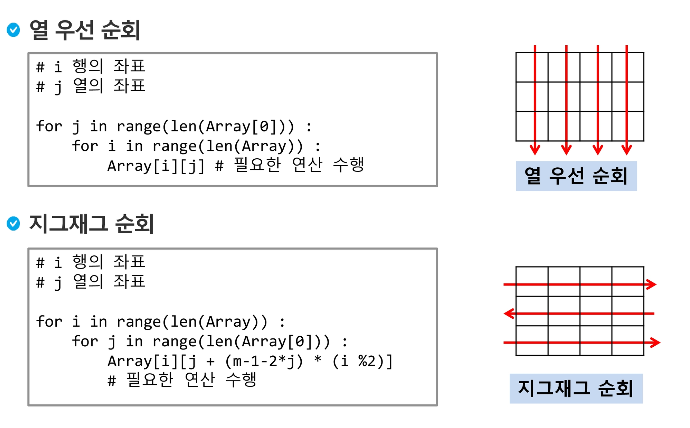 열 우선 순회
# i 행의 좌표
# j 열의 좌표
for j in range(len(Array[0])) :
    for i in range(len(Array)) :
        Array[i][j] # 필요한 연산 수행
열 우선 순회
지그재그 순회
# i 행의 좌표
# j 열의 좌표
for i in range(len(Array)) :
    for j in range(len(Array[0])) :
        Array[i][j + (m-1-2*j) * (i %2)]
        # 필요한 연산 수행
지그재그 순회